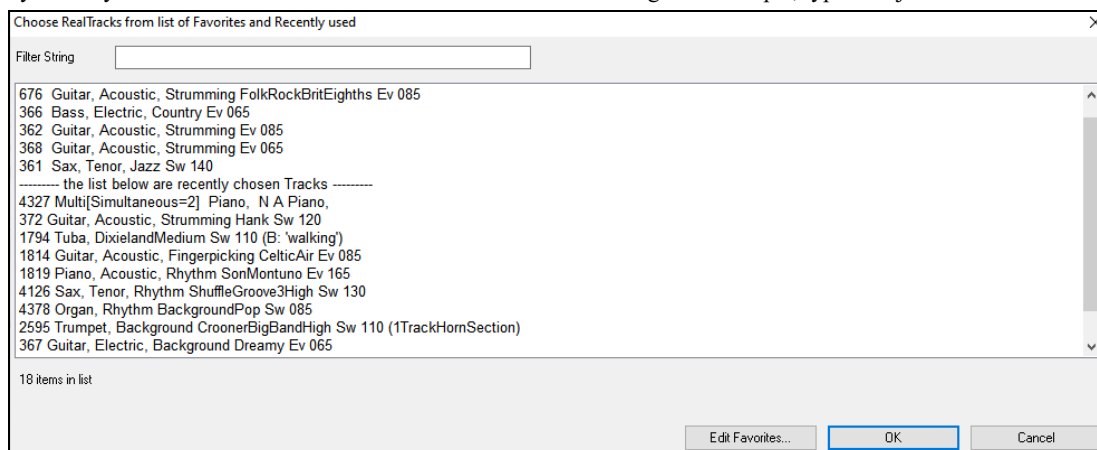 Choose RealTracks from list of Favorites and Recently used
Filter String
676 Guitar, Acoustic, Strumming FolkRockBritEighths Ev 085
366 Bass, Electric, Country Ev 065
362 Guitar, Acoustic, Strumming Ev 085
368 Guitar, Acoustic, Strumming Ev 065
361 Sax, Tenor, Jazz Sw 140
--------- the list below are recently chosen Tracks ---------
4327 Multi[Simultaneous=2] Piano, N A Piano,
372 Guitar, Acoustic, Strumming Hank Sw 120
1794 Tuba, DixielandMedium Sw 110 (B: 'walking')
1814 Guitar, Acoustic, Fingerpicking CelticAir Ev 085
1819 Piano, Acoustic, Rhythm SonMontuno Ev 165
4126 Sax, Tenor, Rhythm ShuffleGroove3High Sw 130
4378 Organ, Rhythm BackgroundPop Sw 085
2595 Trumpet, Background CroonerBigBandHigh Sw 110 (1TrackHornSection)
367 Guitar, Electric, Background Dreamy Ev 065
18 items in list
Edit Favorites... OK Cancel